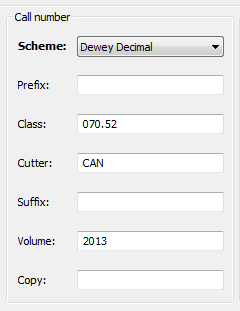 Call number
Scheme: Dewey Decimal
Prefix:
Class: 070.52
Cutter: CAN
Suffix:
Volume: 2013
Copy: